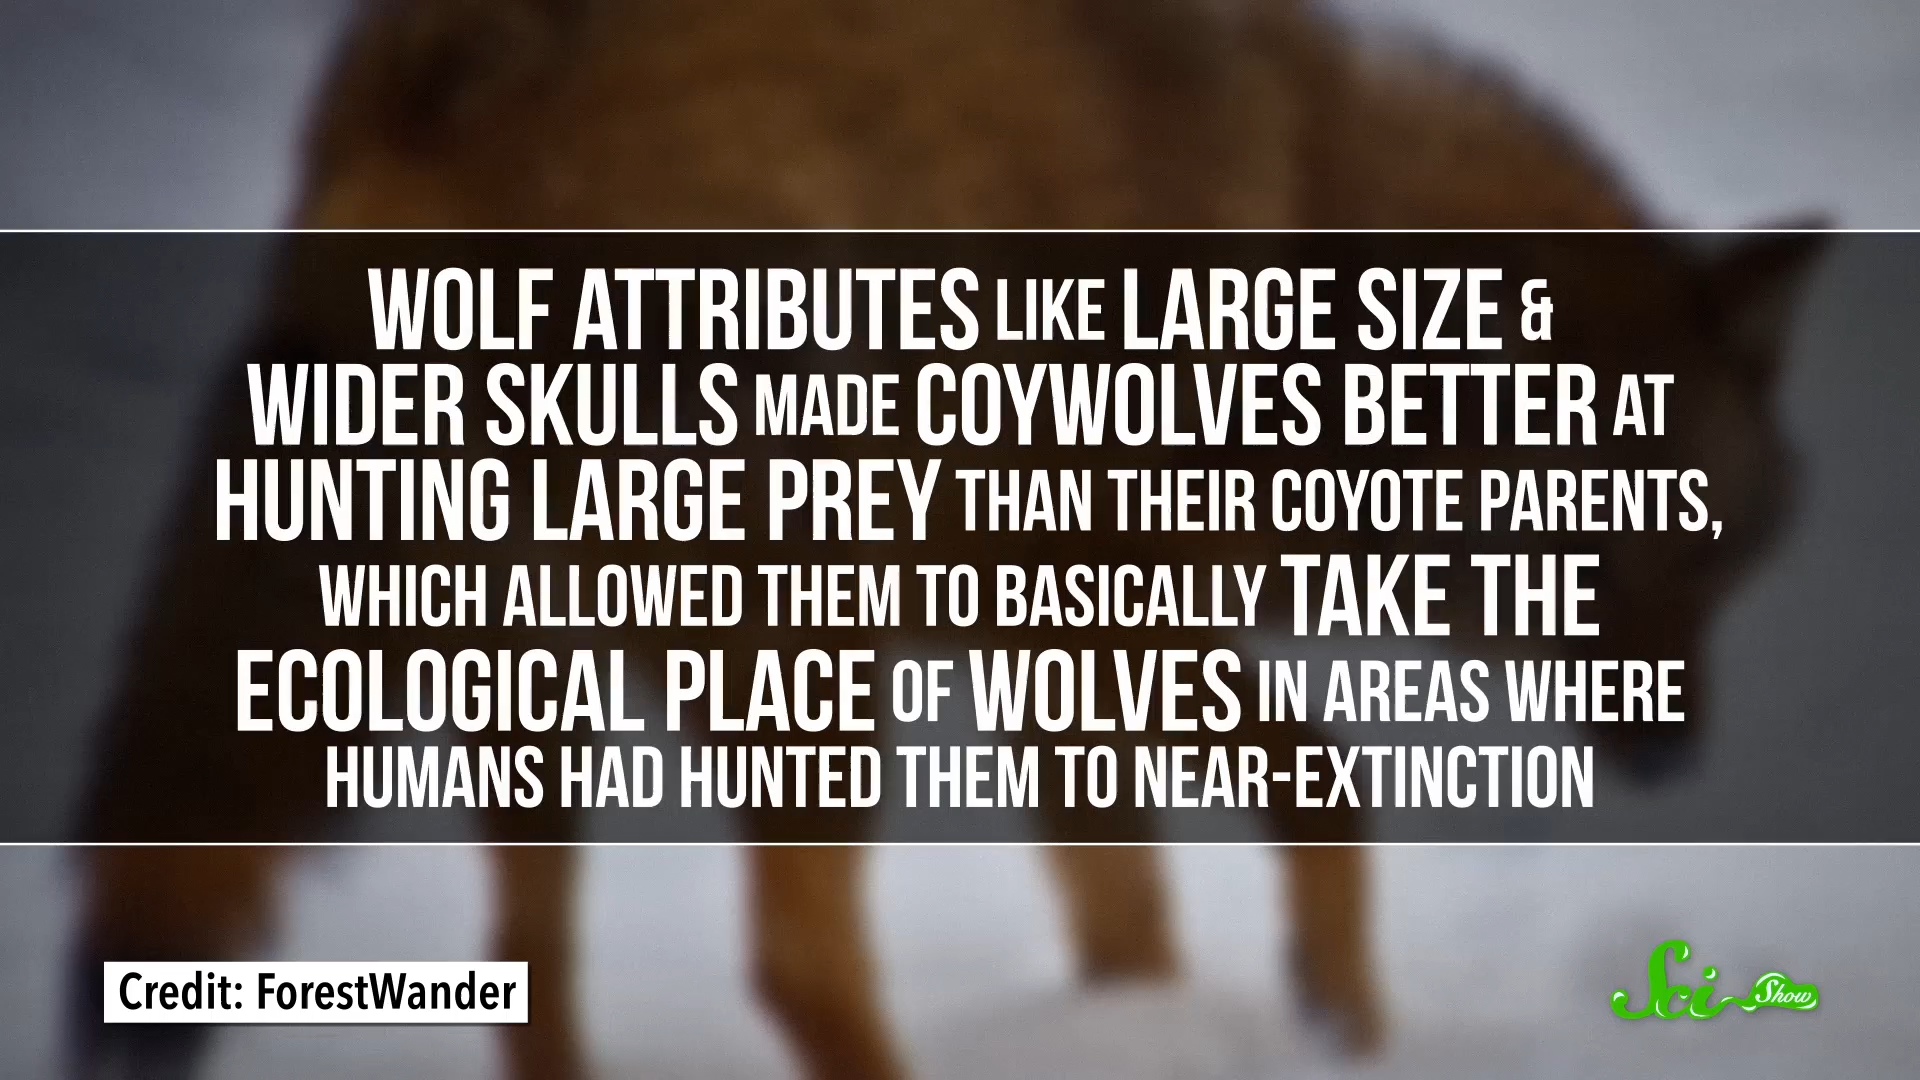 WOLF ATTRIBUTES LIKE LARGE SIZE &
WIDER SKULLS MADE COYWOLVES BETTER AT
HUNTING LARGE PREY THAN THEIR COYOTE PARENTS,
WHICH ALLOWED THEM TO BASICALLY TAKE THE
ECOLOGICAL PLACE OF WOLVES IN AREAS WHERE
HUMANS HAD HUNTED THEM TO NEAR-EXTINCTION
Credit: ForestWander
Sci Show